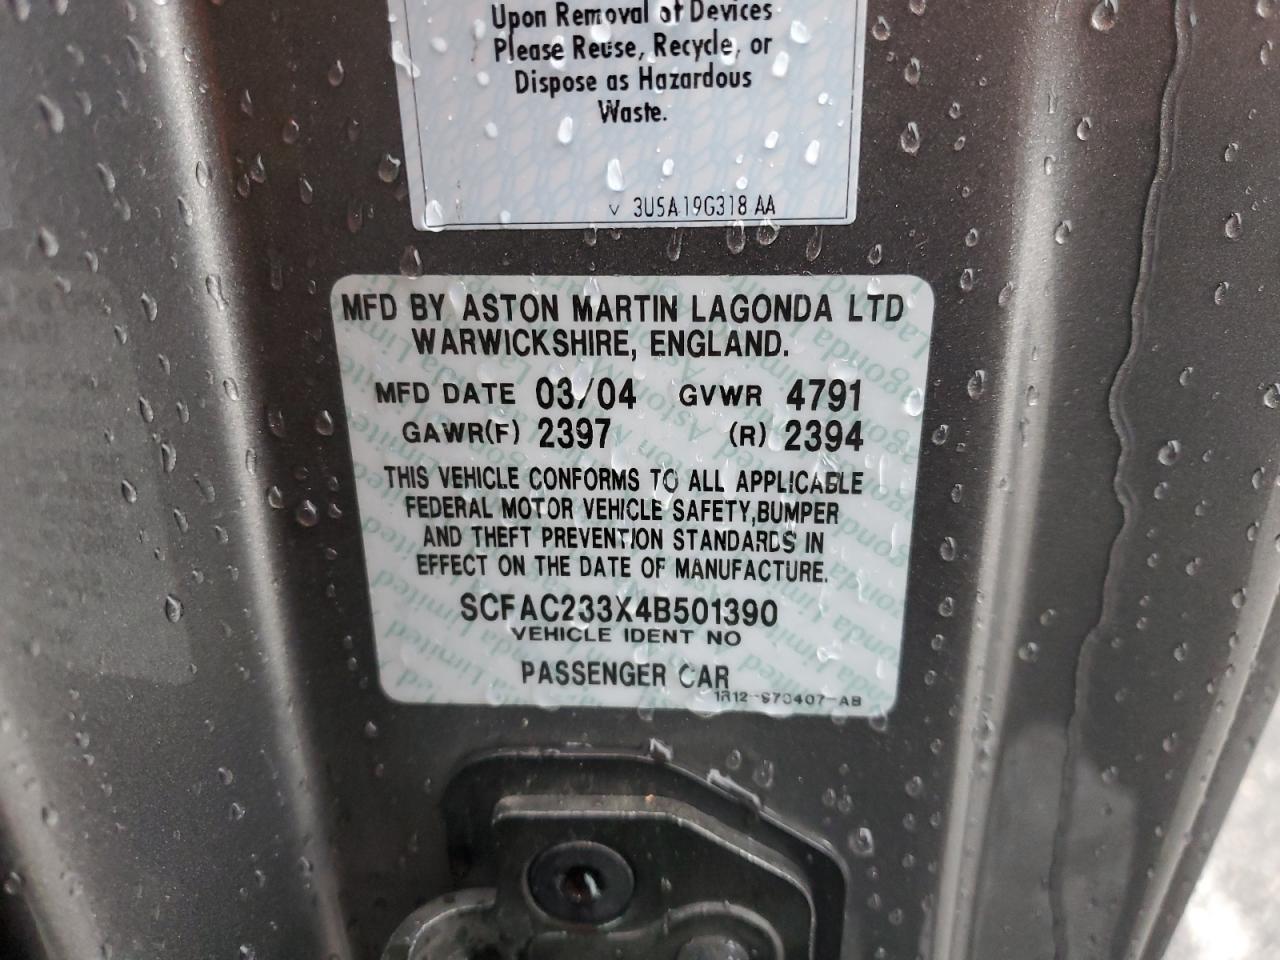 Upon Removal of Devices
Please Reuse, Recycle, or
Dispose as Hazardous
Waste.
3U5A19G318 AA
MFD BY ASTON MARTIN LAGONDA LTD
WARWICKSHIRE, ENGLAND.
MFD DATE 03/04 GVWR 4791
GAWR(F) 2397 (R) 2394
THIS VEHICLE CONFORMS TO ALL APPLICABLE
FEDERAL MOTOR VEHICLE SAFETY,BUMPER
AND THEFT PREVENTION STANDARDS IN
EFFECT ON THE DATE OF MANUFACTURE.
SCFAC233X4B501390
VEHICLE IDENT NO
PASSENGER CAR